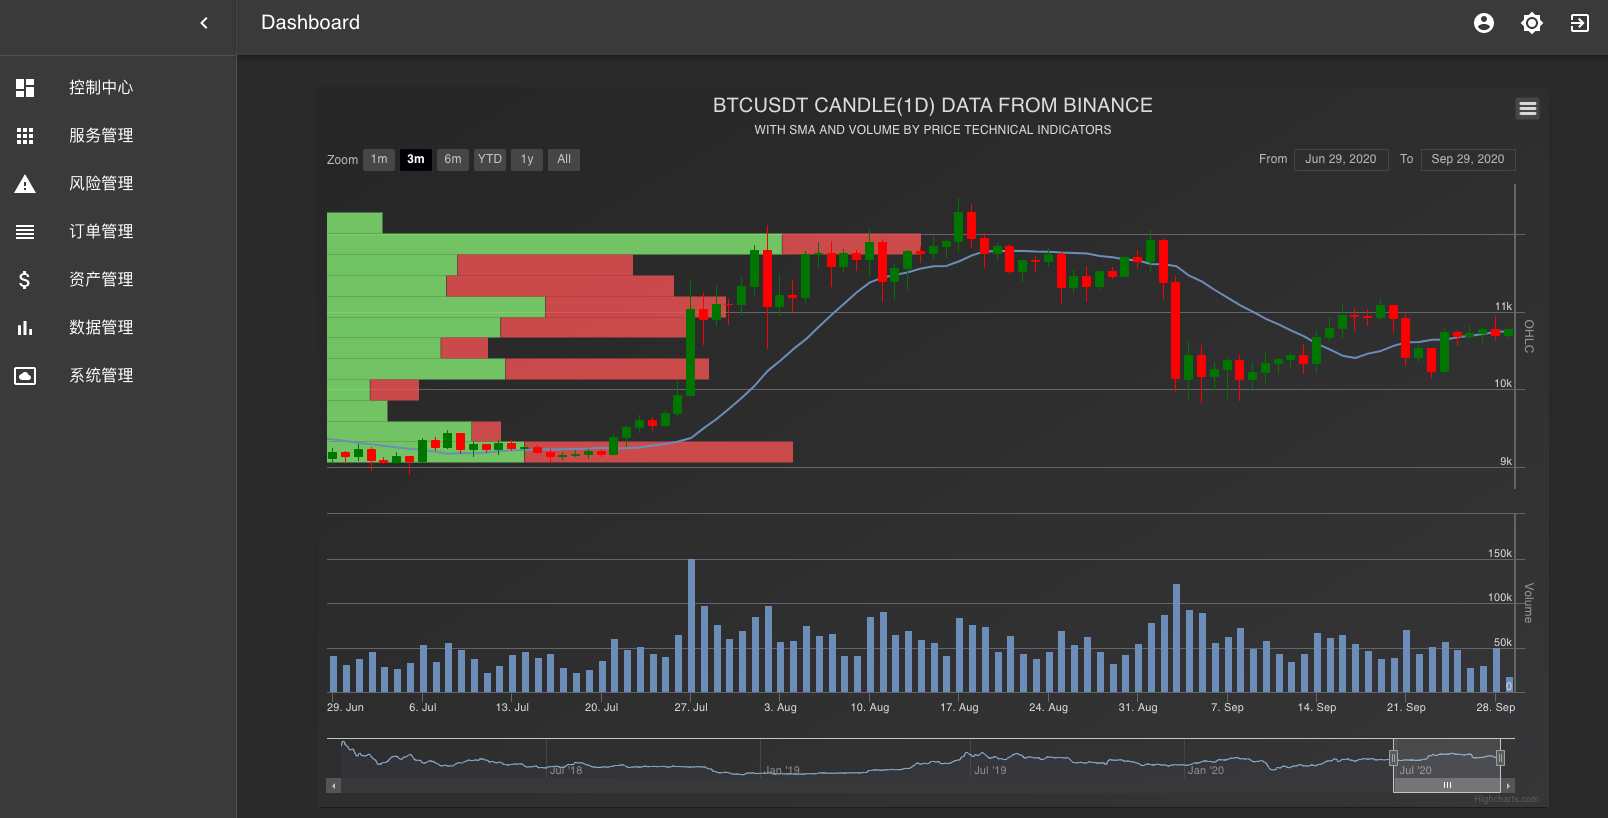 Dashboard
控制中心
服务管理
风险管理
订单管理
资产管理
数据管理
系统管理
BTCUSDT CANDLE(1D) DATA FROM BINANCE
WITH SMA AND VOLUME BY PRICE TECHNICAL INDICATORS
Zoom 1m 3m 6m YTD 1y All
From Jun 29, 2020 To Sep 29, 2020
11k
OHLC
10k
9k
150k
100k
Volume
50k
0
29. Jun 6. Jul 13. Jul 20. Jul 27. Jul 3. Aug 10. Aug 17. Aug 24. Aug 31. Aug 7. Sep 14. Sep 21. Sep 28. Sep
Jul '18 Jan '19 Jul '19 Jan '20 Jul '20
Highcharts.com